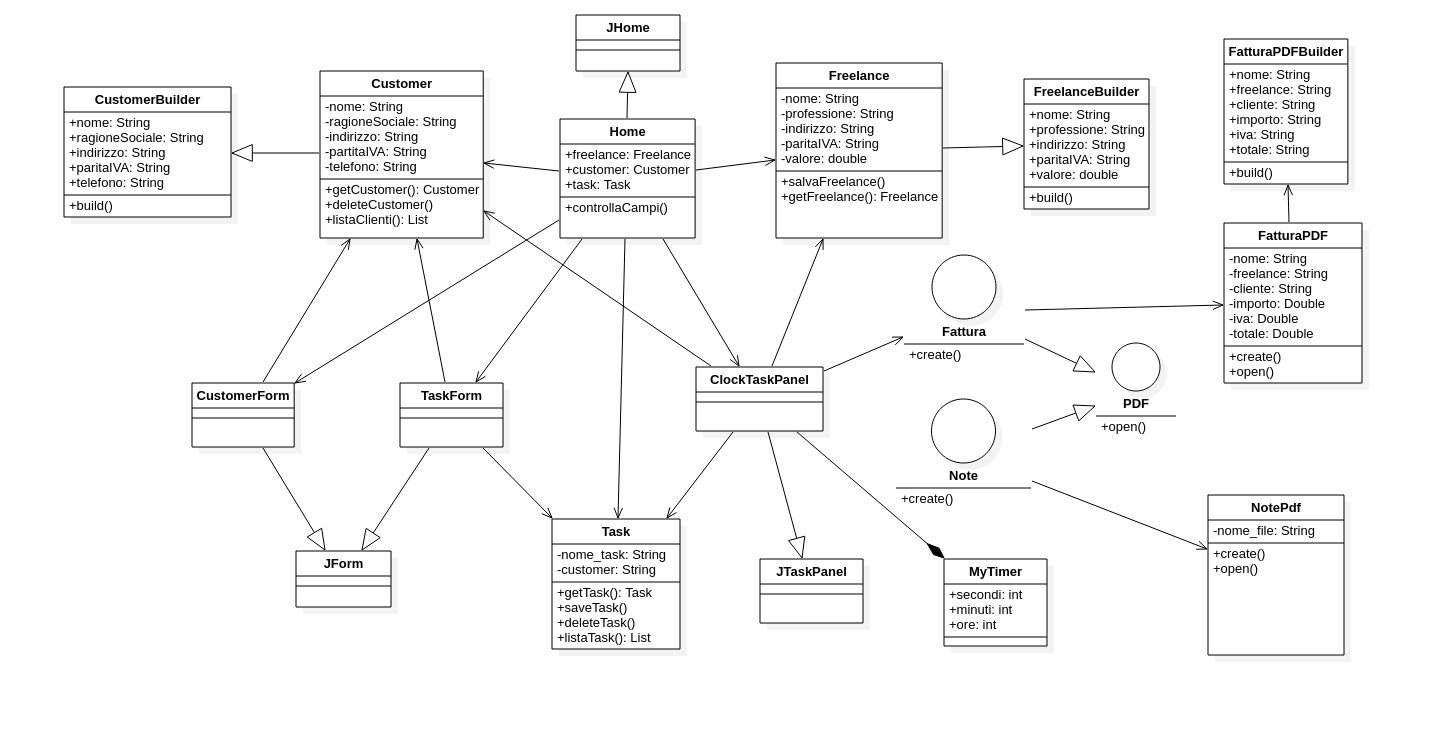 JHome
CustomerBuilder
+nome: String
+ragioneSociale: String
+indirizzo: String
+paritaIVA: String
+telefono: String
+build()
Customer
-nome: String
-ragioneSociale: String
-indirizzo: String
-partitaIVA: String
-telefono: String
+getCustomer(): Customer
+deleteCustomer()
+listaClienti(): List
Home
+freelance: Freelance
+customer: Customer
+task: Task
+controllaCampi()
Freelance
-nome: String
-professione: String
-indirizzo: String
-paritaIVA: String
-valore: double
+salvaFreelance()
+getFreelance(): Freelance
FreelanceBuilder
+nome: String
+professione: String
+indirizzo: String
+paritaIVA: String
+valore: double
+build()
FatturaPDFBuilder
+nome: String
+freelance: String
+cliente: String
+importo: String
+iva: String
+totale: String
+build()
FatturaPDF
-nome: String
-freelance: String
-cliente: String
-importo: Double
-iva: Double
-totale: Double
+create()
+open()
Fattura
+create()
PDF
+open()
CustomerForm
TaskForm
ClockTaskPanel
Note
+create()
JForm
Task
-nome_task: String
-customer: String
+getTask(): Task
+saveTask()
+deleteTask()
+listaTask(): List
JTaskPanel
MyTimer
+secondi: int
+minuti: int
+ore: int
NotePdf
-nome_file: String
+create()
+open()